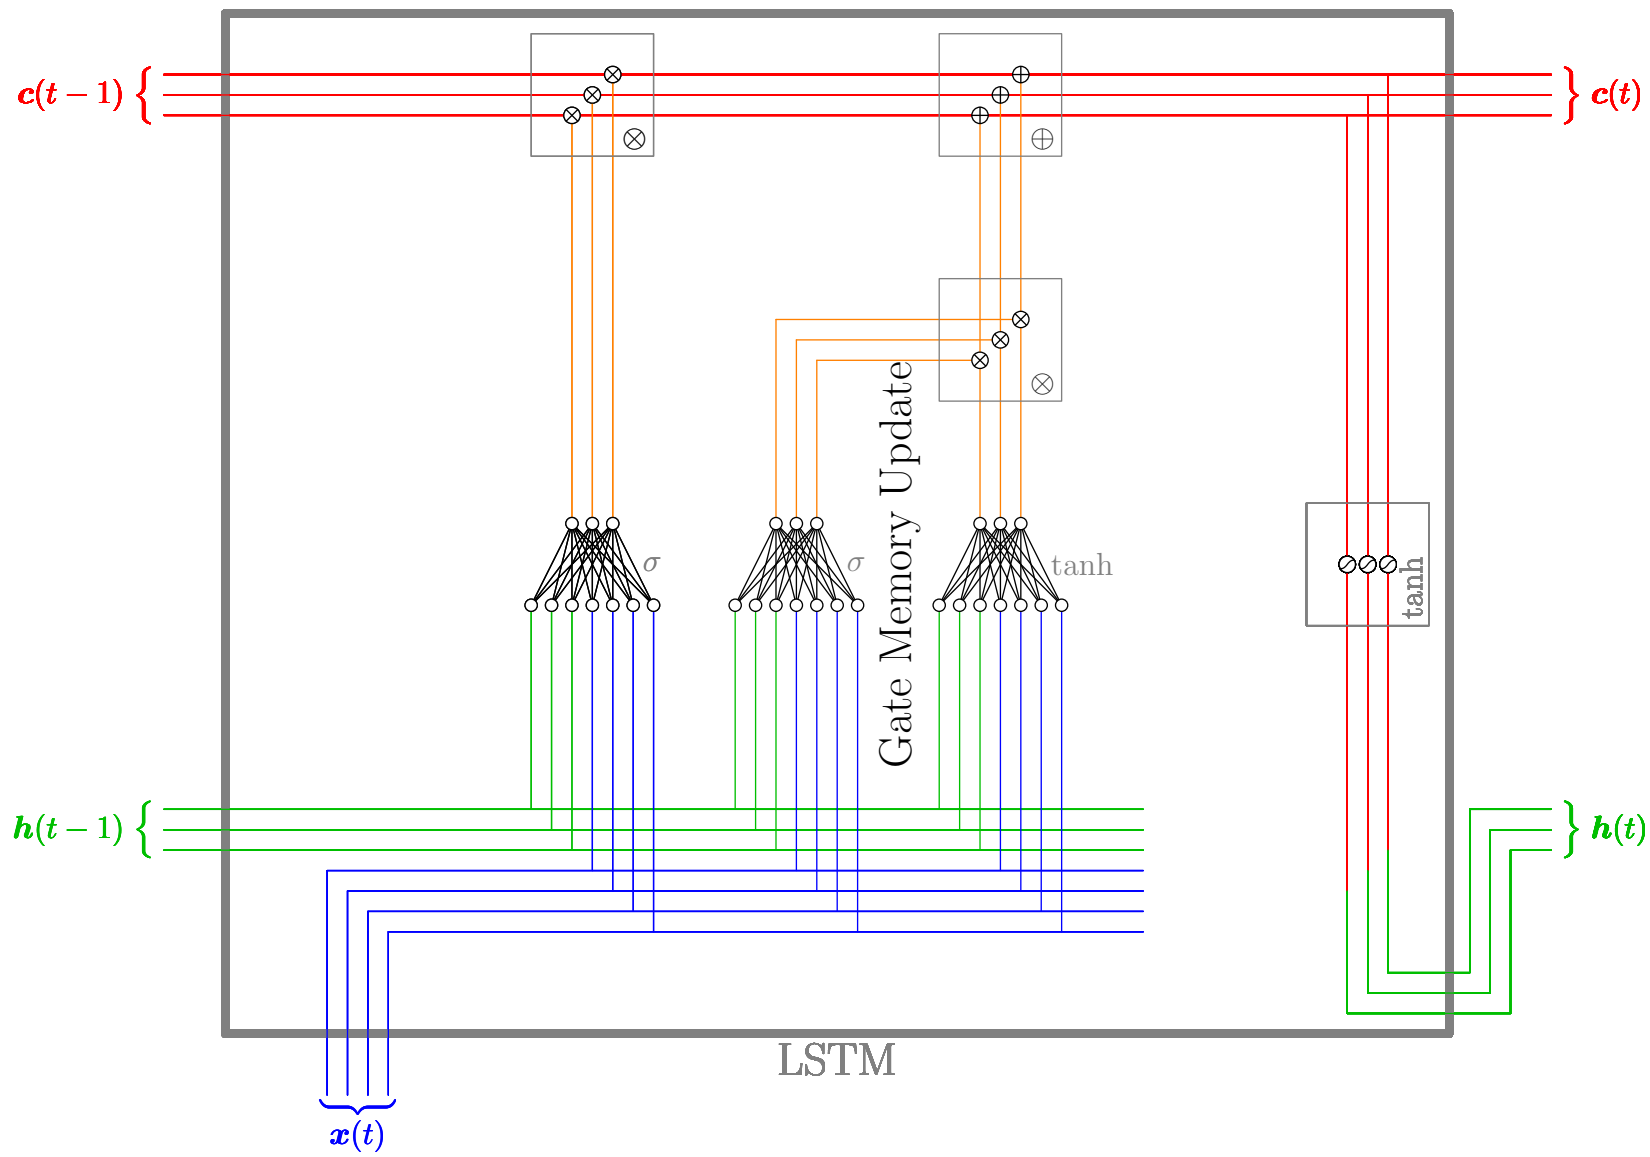 c(t − 1)
c(t)
σ
σ
tanh
tanh
Gate Memory Update
h(t − 1)
h(t)
LSTM
x(t)